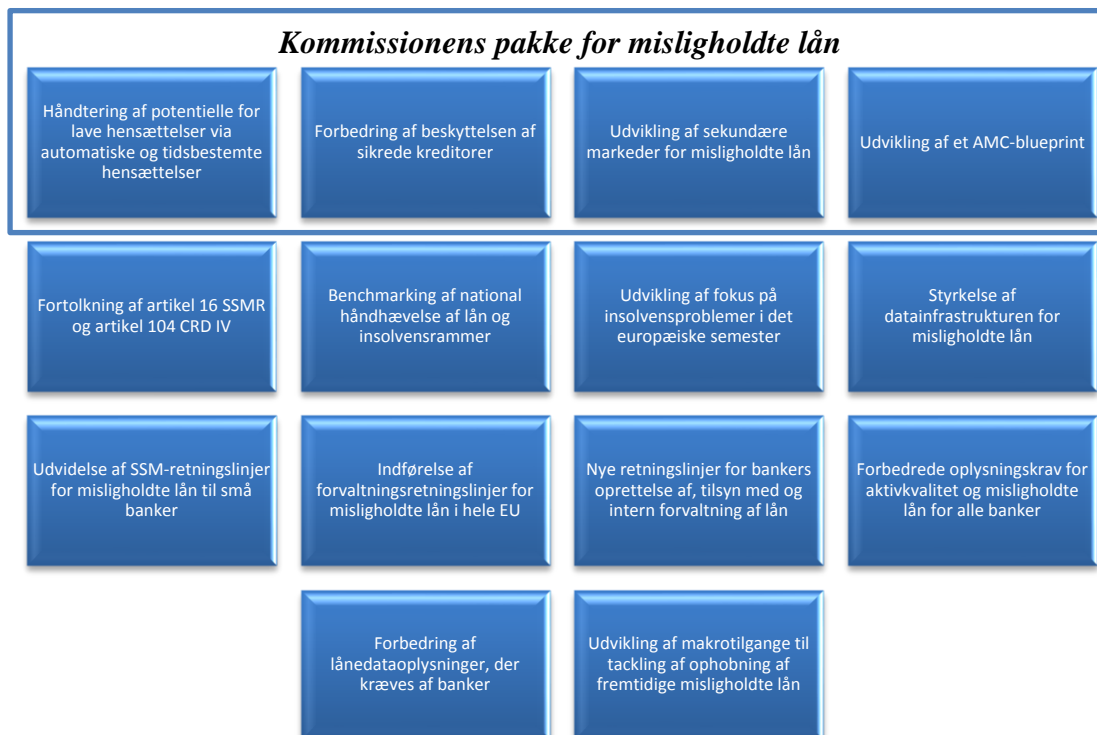 Kommissionens pakke for misligholdte lån
Håndtering af potentielle for
lave hensættelser via
automatiske og tidsbestemte
hensættelser
Forbedring af beskyttelsen af
sikrede kreditorer
Udvikling af sekundære
markeder for misligholdte lån
Udvikling af et AMC-blueprint
Fortolkning af artikel 16 SSMR
og artikel 104 CRD IV
Benchmarking af national
håndhævelse af lån og
insolvensrammer
Udvikling af fokus på
insolvensproblemer i det
europæiske semester
Styrkelse af
datainfrastrukturen for
misligholdte lån
Udvidelse af SSM-retningslinjer
for misligholdte lån til små
banker
Indførelse af
forvaltningsretningslinjer for
misligholdte lån i hele EU
Nye retningslinjer for bankers
oprettelse af, tilsyn med og
intern forvaltning af lån
Forbedrede oplysningskrav for
aktivkvalitet og misligholdte
lån for alle banker
Forbedring af
lånedataoplysninger, der
kræves af banker
Udvikling af makrotilgange til
tackling af ophobning af
fremtidige misligholdte lån